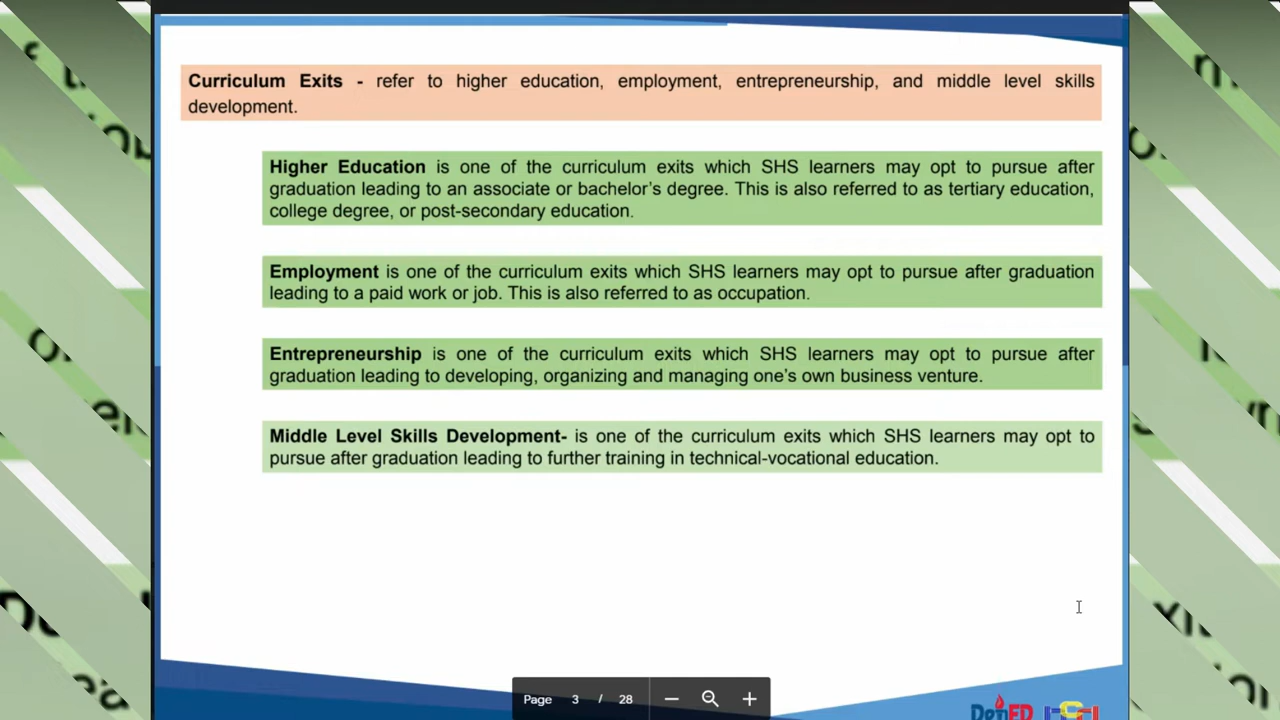 Curriculum Exits - refer to higher education, employment, entrepreneurship, and middle level skills
development.
Higher Education is one of the curriculum exits which SHS learners may opt to pursue after
graduation leading to an associate or bachelor's degree. This is also referred to as tertiary education,
college degree, or post-secondary education.
Employment is one of the curriculum exits which SHS learners may opt to pursue after graduation
leading to a paid work or job. This is also referred to as occupation.
Entrepreneurship is one of the curriculum exits which SHS learners may opt to pursue after
graduation leading to developing, organizing and managing one's own business venture.
Middle Level Skills Development- is one of the curriculum exits which SHS learners may opt to
pursue after graduation leading to further training in technical-vocational education.
Page 3 / 28
DepED